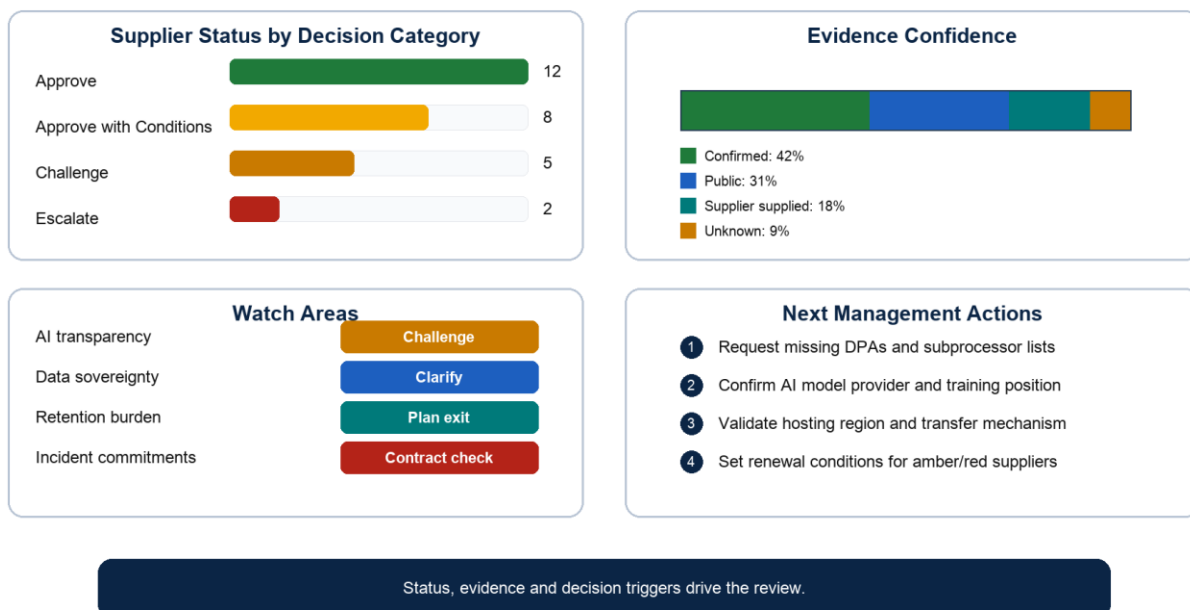 Supplier Status by Decision Category
Approve 12
Approve with Conditions 8
Challenge 5
Escalate 2
Evidence Confidence
Confirmed: 42%
Public: 31%
Supplier supplied: 18%
Unknown: 9%
Watch Areas
AI transparency Challenge
Data sovereignty Clarify
Retention burden Plan exit
Incident commitments Contract check
Next Management Actions
1 Request missing DPAs and subprocessor lists
2 Confirm AI model provider and training position
3 Validate hosting region and transfer mechanism
4 Set renewal conditions for amber/red suppliers
Status, evidence and decision triggers drive the review.